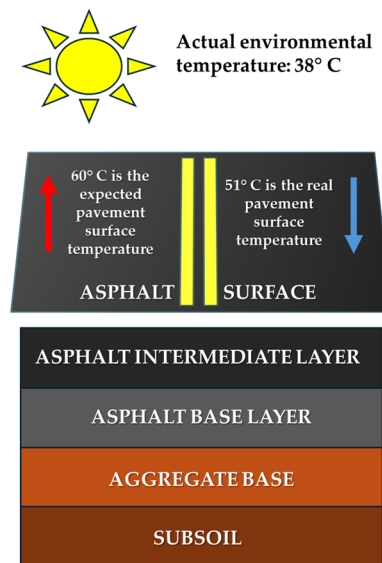 Actual environmental
temperature: 38° C
60° C is the
expected
pavement
surface
temperature
51° C is the real
pavement
surface
temperature
ASPHALT SURFACE
ASPHALT INTERMEDIATE LAYER
ASPHALT BASE LAYER
AGGREGATE BASE
SUBSOIL